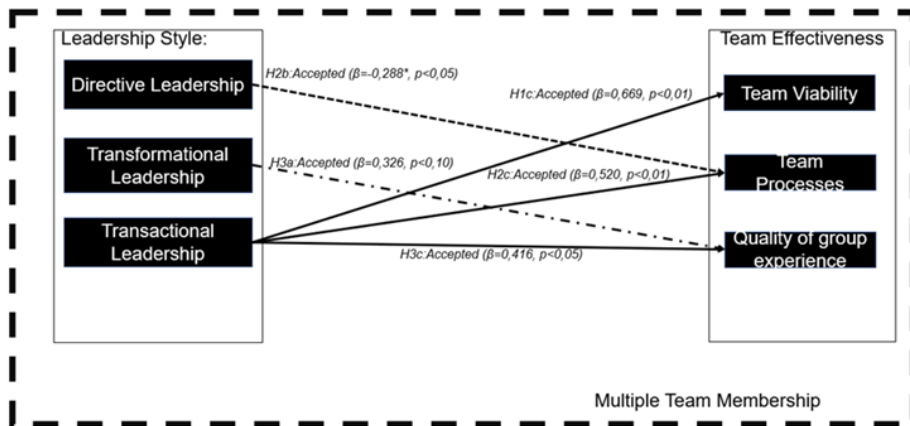 Leadership Style:
Team Effectiveness
Directive Leadership
H2b:Accepted (β=-0,288*, p<0,05)
H1c:Accepted (β=0,669, p<0,01)
Team Viability
Transformational
Leadership
H3a:Accepted (β=0,326, p<0,10)
H2c:Accepted (β=0,520, p<0,01)
Team
Processes
Transactional
Leadership
H3c:Accepted (β=0,416, p<0,05)
Quality of group
experience
Multiple Team Membership